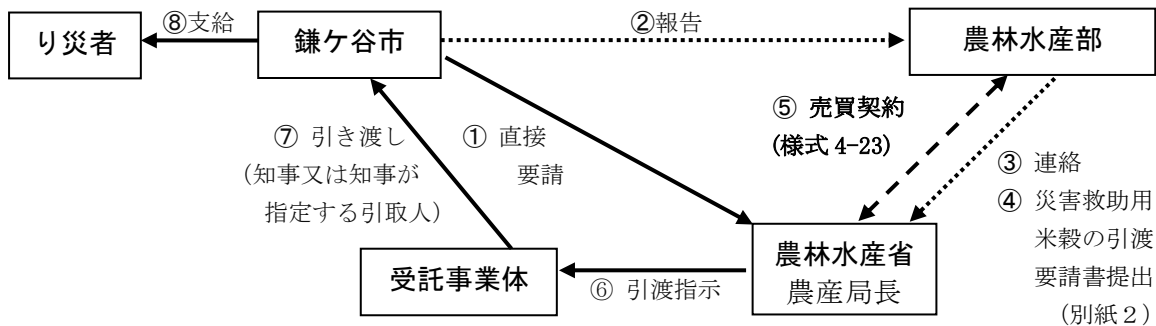 ⑧支給
②報告
り災者
鎌ケ谷市
農林水産部
⑤ 売買契約
(様式 4-23)
⑦ 引き渡し
(知事又は知事が
指定する引取人)
① 直接
要請
③ 連絡
④ 災害救助用
米穀の引渡
要請書提出
(別紙2)
受託事業体
⑥ 引渡指示
農林水産省
農産局長